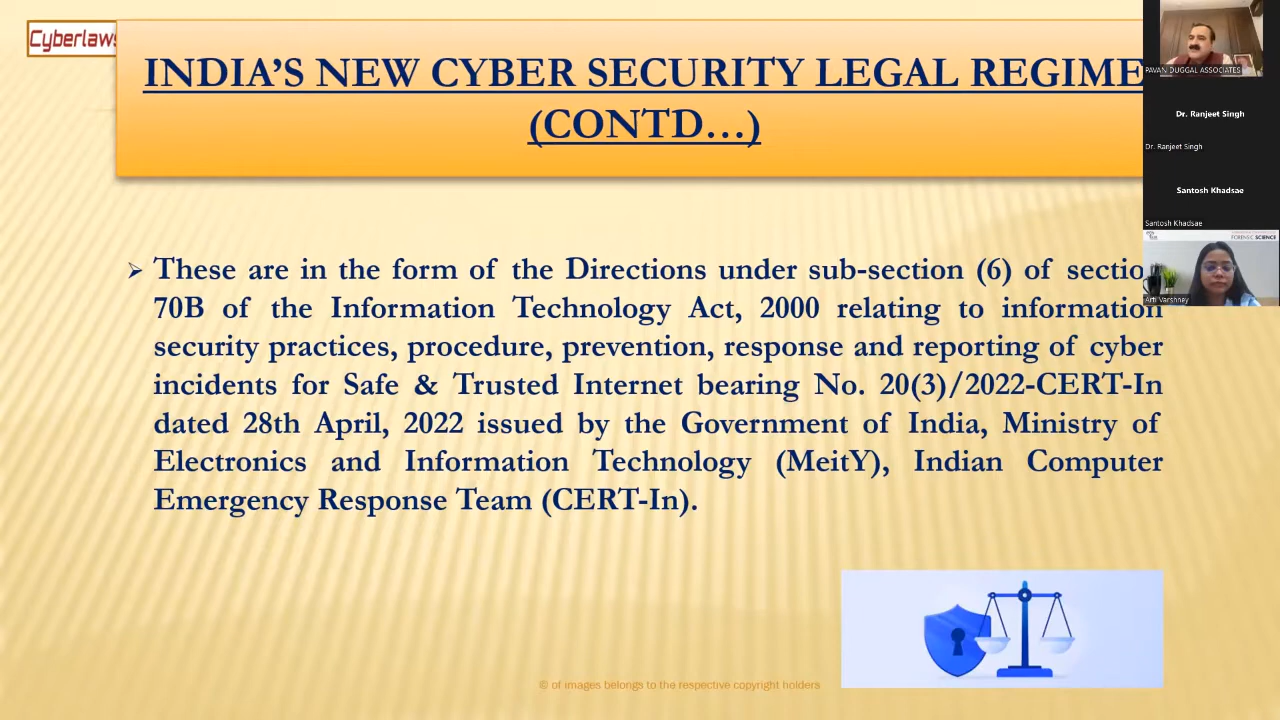 Cyberlaws
INDIA'S NEW CYBER SECURITY LEGAL REGIME
(CONTD…)
➢ These are in the form of the Directions under sub-section (6) of sectio
70B of the Information Technology Act, 2000 relating to information
security practices, procedure, prevention, response and reporting of cyber
incidents for Safe & Trusted Internet bearing No. 20(3)/2022-CERT-In
dated 28th April, 2022 issued by the Government of India, Ministry of
Electronics and Information Technology (MeitY), Indian Computer
Emergency Response Team (CERT-In).
© of images belongs to the respective copyright holders
PAVAN DUGGAL ASSOCIATES
Dr. Ranjeet Singh
Dr. Ranjeet Singh
Santosh Khadsae
Santosh Khadsae
FORENSIC SCIENCE
Arti Varshney